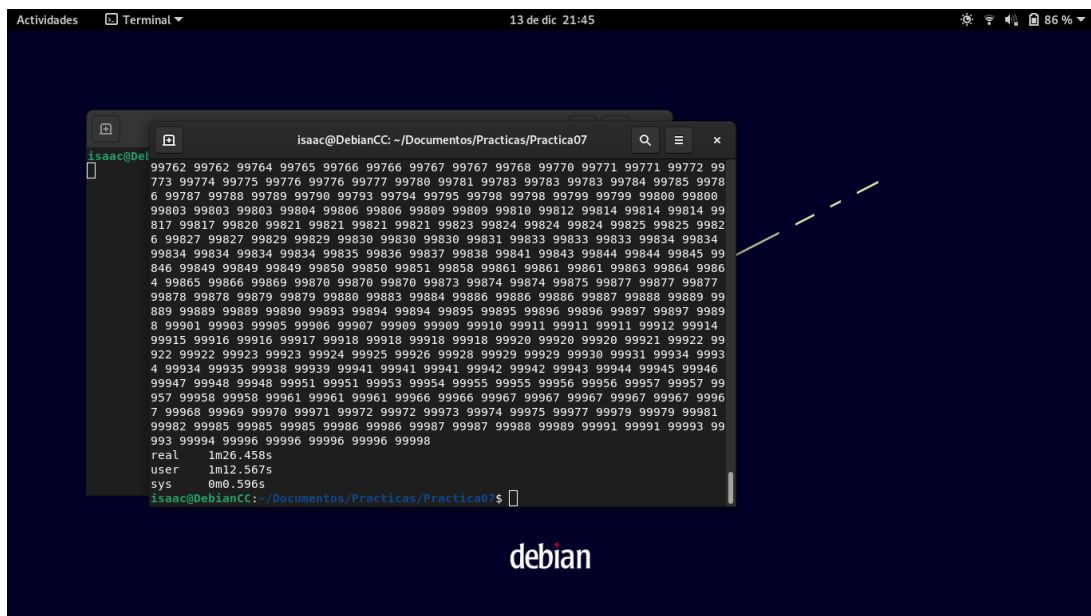 Actividades
Terminal
13 de dic 21:45
86 %
isaac@Deb
isaac@DebianCC: ~/Documentos/Practicas/Practica07
99762 99762 99764 99765 99766 99766 99767 99767 99768 99770 99771 99771 99772 99
773 99774 99775 99776 99776 99777 99780 99781 99783 99783 99783 99784 99785 9978
6 99787 99788 99789 99790 99793 99794 99795 99798 99798 99799 99799 99800 99800
99803 99803 99803 99804 99806 99806 99809 99809 99810 99812 99814 99814 99814 99
817 99817 99820 99821 99821 99821 99821 99823 99824 99824 99824 99825 99825 9982
6 99827 99827 99829 99829 99830 99830 99830 99831 99833 99833 99833 99834 99834
99834 99834 99834 99834 99835 99836 99837 99838 99841 99843 99844 99844 99845 99
846 99849 99849 99849 99850 99850 99851 99858 99861 99861 99861 99863 99864 9986
4 99865 99866 99869 99870 99870 99870 99873 99874 99874 99875 99877 99877 99877
99878 99878 99879 99879 99880 99883 99884 99886 99886 99886 99887 99888 99889 99
889 99889 99889 99890 99893 99894 99894 99895 99895 99896 99896 99897 99897 9989
8 99901 99903 99905 99906 99907 99909 99909 99910 99911 99911 99911 99912 99914
99915 99916 99916 99917 99918 99918 99918 99918 99920 99920 99920 99921 99922 99
922 99922 99923 99923 99924 99925 99926 99928 99929 99929 99930 99931 99934 9993
4 99934 99935 99938 99939 99941 99941 99941 99942 99942 99943 99944 99945 99946
99947 99948 99948 99951 99951 99953 99954 99955 99955 99956 99956 99957 99957 99
957 99958 99958 99961 99961 99961 99966 99966 99967 99967 99967 99967 99967 9996
7 99968 99969 99970 99971 99972 99972 99973 99974 99975 99977 99979 99979 99981
99982 99985 99985 99985 99986 99986 99987 99987 99988 99989 99991 99991 99993 99
993 99994 99996 99996 99996 99996 99998
real 1m26.458s
user 1m12.567s
sys 0m0.596s
isaac@DebianCC:~/Documentos/Practicas/Practica07$
debian